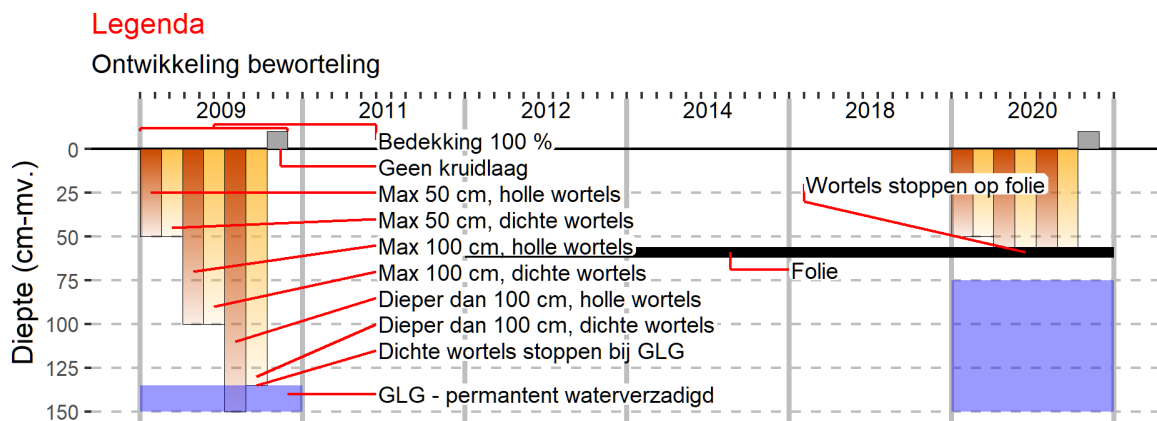 Legenda
Ontwikkeling beworteling
2009 2011 2012 2014 2018 2020
Bedekking 100 %
Geen kruidlaag
Max 50 cm, holle wortels
Max 50 cm, dichte wortels
Max 100 cm, holle wortels
Max 100 cm, dichte wortels
Dieper dan 100 cm, holle wortels
Dieper dan 100 cm, dichte wortels
Dichte wortels stoppen bij GLG
GLG - permanent waterverzadigd
Wortels stoppen op folie
Folie
Diepte (cm-mv.)
0
25
50
75
100
125
150